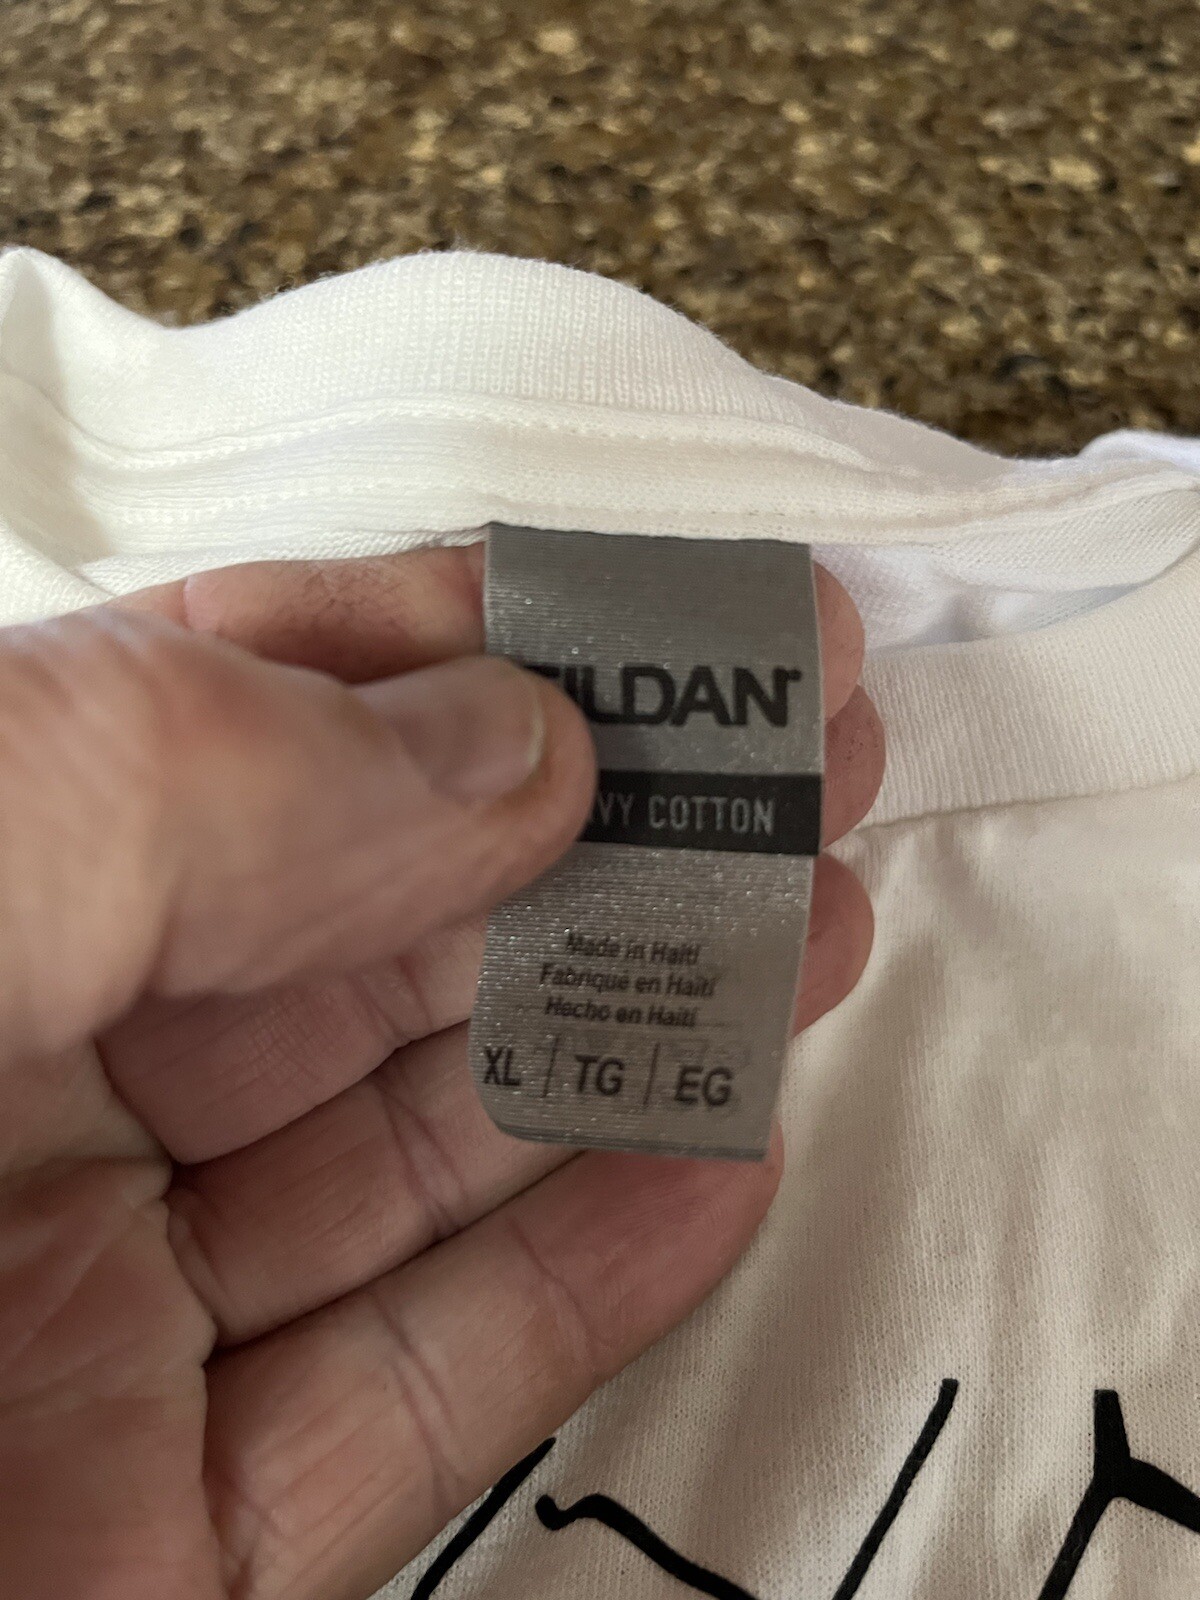 ILDAN
VY COTTON
Made in Haiti
Fabriqué en Haïti
Hecho en Haití
XL | TG | EG